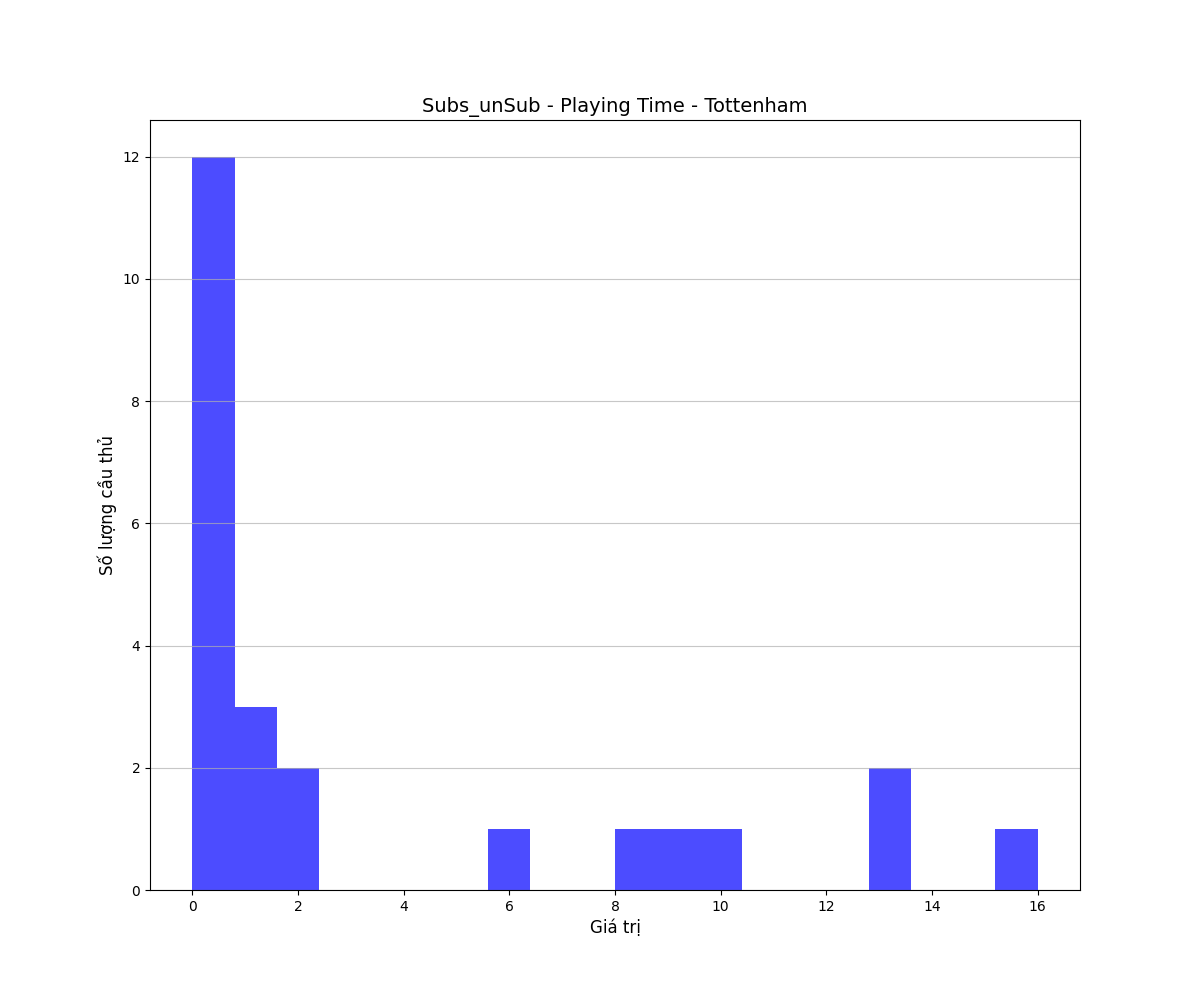 Subs_unSub - Playing Time - Tottenham
12
10
8
6
4
2
0
Số lượng cầu thủ
0 2 4 6 8 10 12 14 16
Giá trị